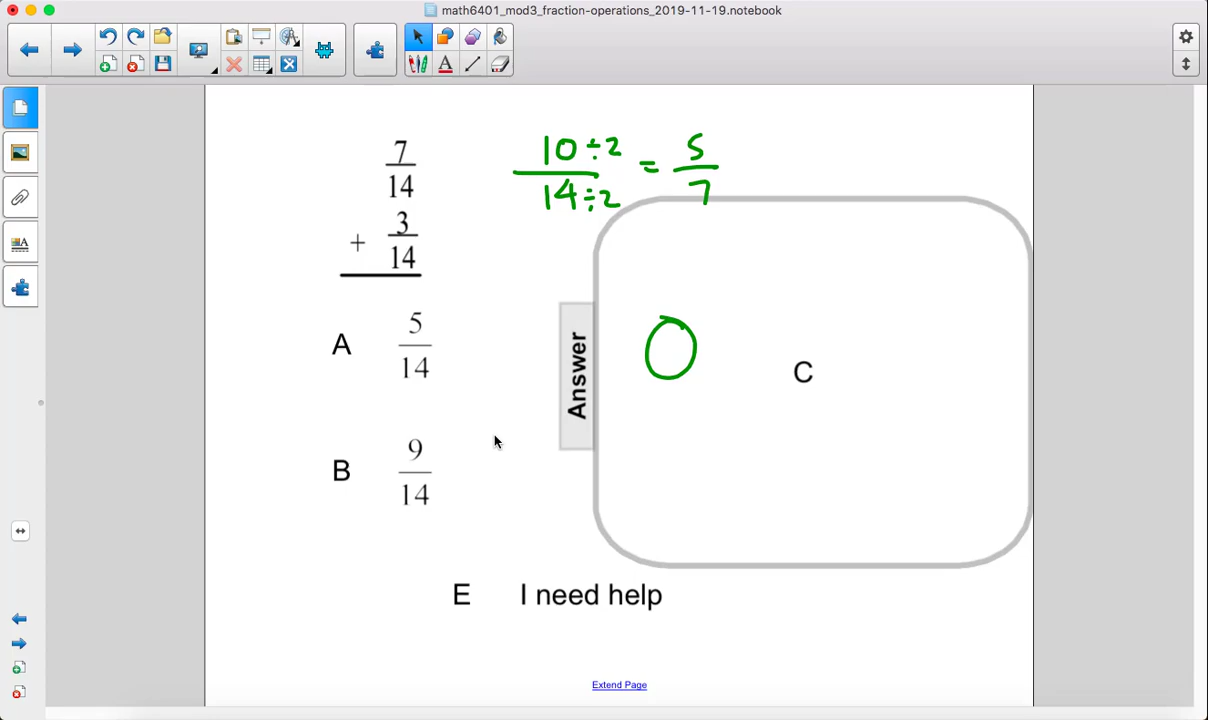 math6401_mod3_fraction-operations_2019-11-19.notebook
7
14
+ 3
14
10 ÷2 = 5
14 ÷2 7
A 5
14
Answer
C
B 9
14
E I need help
Extend Page